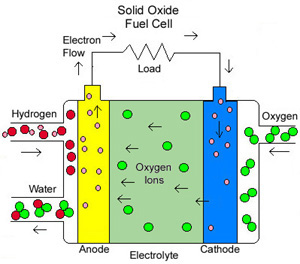 Solid Oxide
Fuel Cell
Electron
Flow
Load
Hydrogen
Oxygen
Water
Oxygen
Ions
Anode
Electrolyte
Cathode